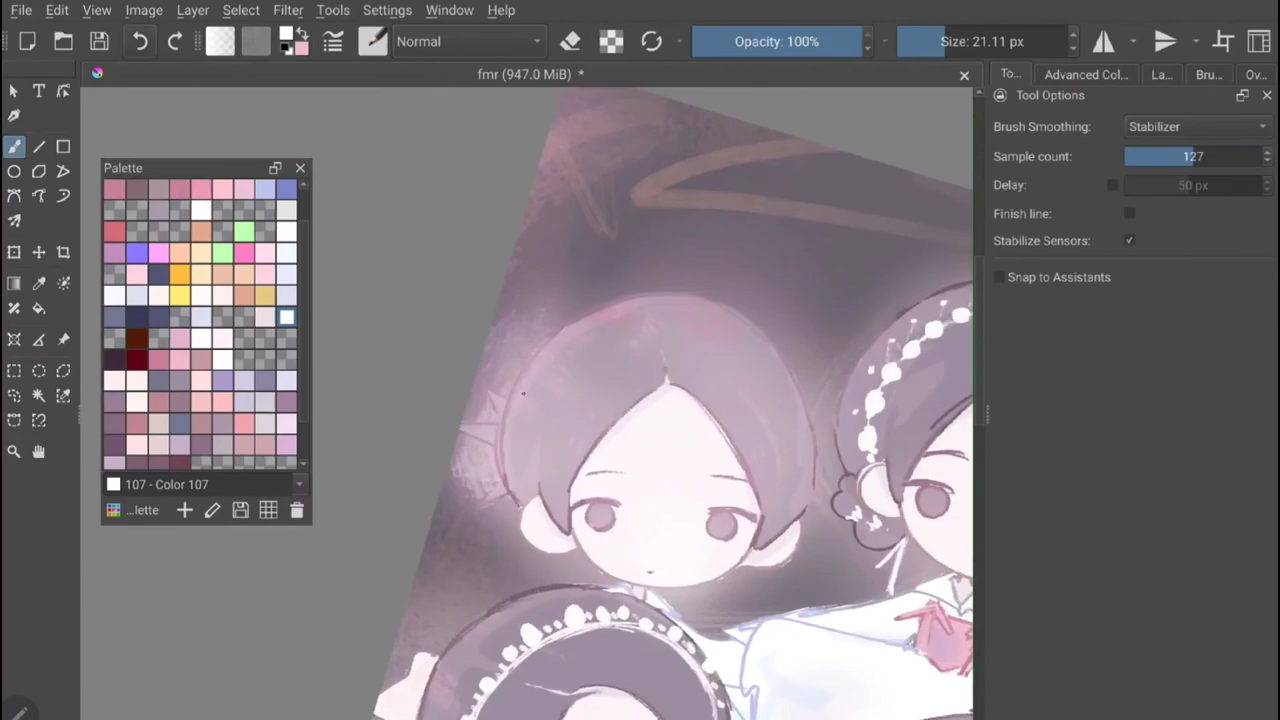 File Edit View Image Layer Select Filter Tools Settings Window Help
Normal Opacity: 100% Size: 21.11 px
fmr (947.0 MiB) *
To... Advanced Col... La... Bru... Ov...
Tool Options
Brush Smoothing: Stabilizer
Sample count: 127
Delay: 50 px
Finish line:
Stabilize Sensors:
Snap to Assistants
Palette
107 - Color 107
...lette